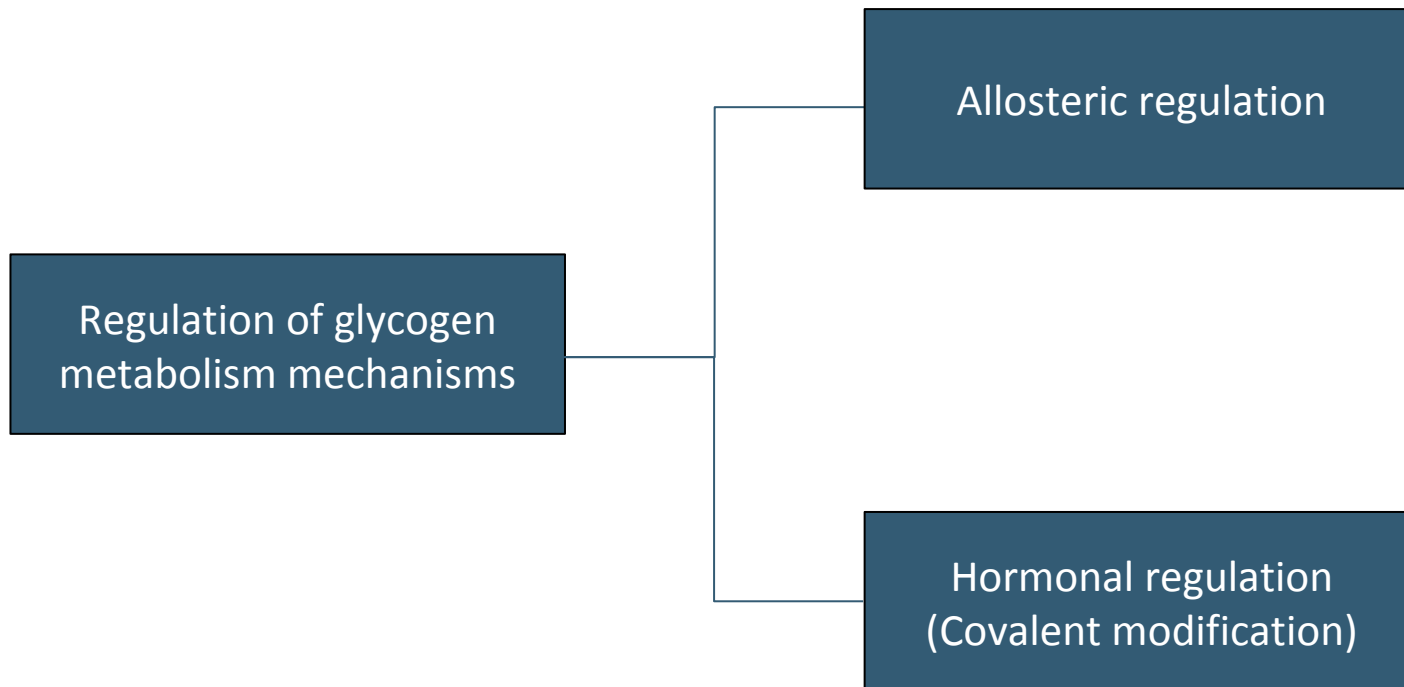 Allosteric regulation
Regulation of glycogen
metabolism mechanisms
Hormonal regulation
(Covalent modification)